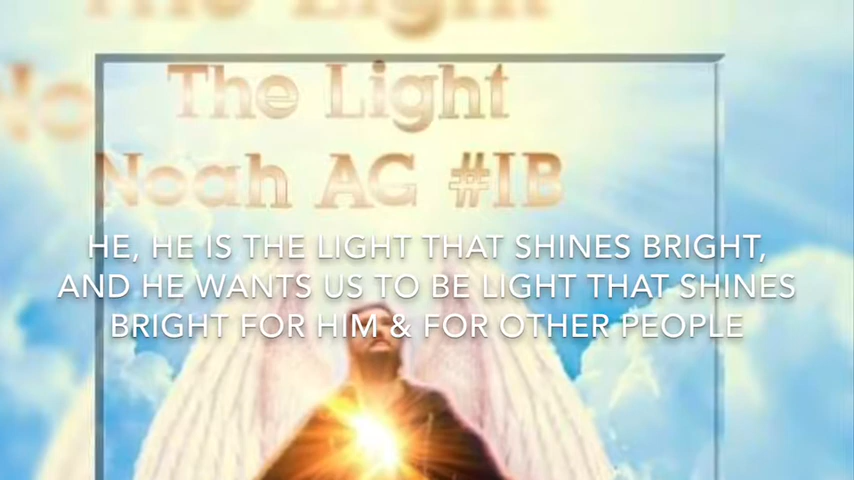 The Light
Noah AG #IB
HE, HE IS THE LIGHT THAT SHINES BRIGHT,
AND HE WANTS US TO BE LIGHT THAT SHINES
BRIGHT FOR HIM & FOR OTHER PEOPLE